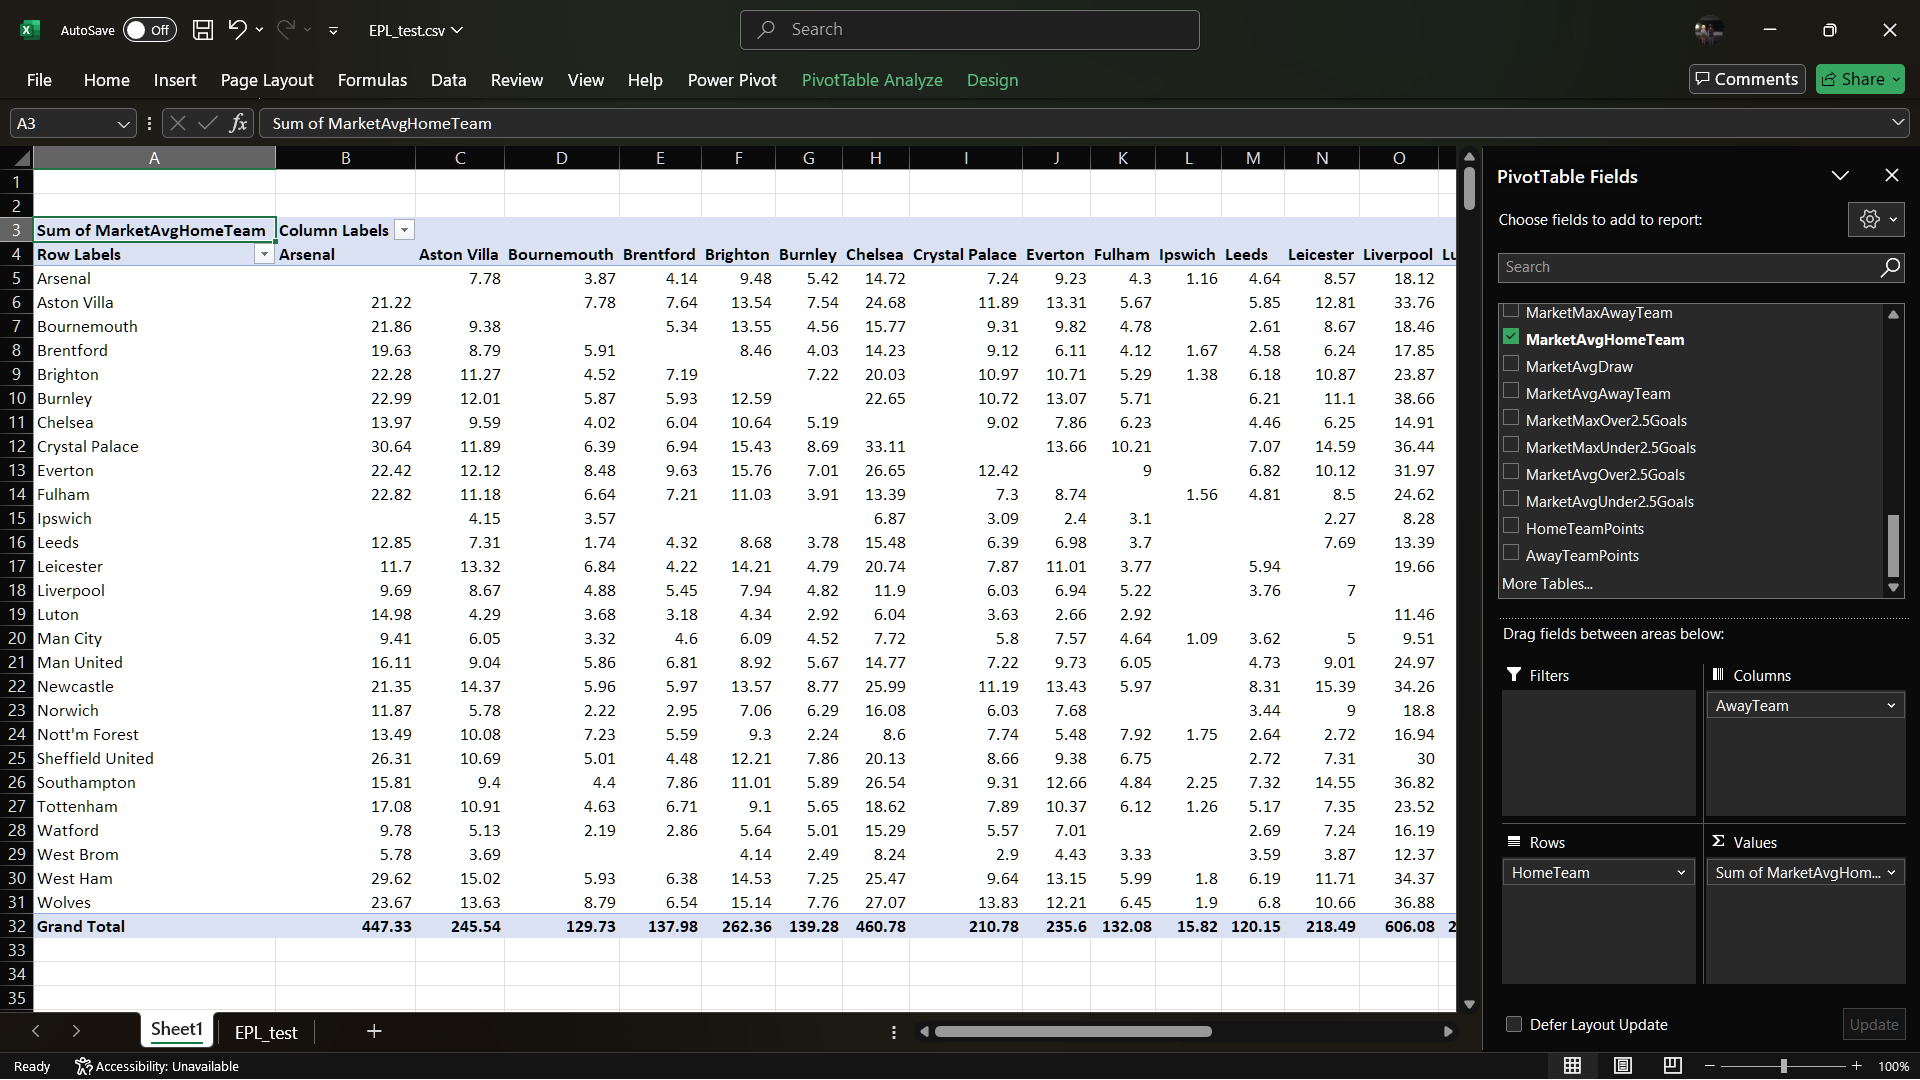 AutoSave Off EPL_test.csv Search
File Home Insert Page Layout Formulas Data Review View Help Power Pivot PivotTable Analyze Design Comments Share
A3 fx Sum of MarketAvgHomeTeam
A B C D E F G H I J K L M N O
1
2
3 Sum of MarketAvgHomeTeam Column Labels
4 Row Labels Arsenal Aston Villa Bournemouth Brentford Brighton Burnley Chelsea Crystal Palace Everton Fulham Ipswich Leeds Leicester Liverpool Lu
5 Arsenal 7.78 3.87 4.14 9.48 5.42 14.72 7.24 9.23 4.3 1.16 4.64 8.57 18.12
6 Aston Villa 21.22 7.78 7.64 13.54 7.54 24.68 11.89 13.31 5.67 5.85 12.81 33.76
7 Bournemouth 21.86 9.38 5.34 13.55 4.56 15.77 9.31 9.82 4.78 2.61 8.67 18.46
8 Brentford 19.63 8.79 5.91 8.46 4.03 14.23 9.12 6.11 4.12 1.67 4.58 6.24 17.85
9 Brighton 22.28 11.27 4.52 7.19 7.22 20.03 10.97 10.71 5.29 1.38 6.18 10.87 23.87
10 Burnley 22.99 12.01 5.87 5.93 12.59 22.65 10.72 13.07 5.71 6.21 11.1 38.66
11 Chelsea 13.97 9.59 4.02 6.04 10.64 5.19 9.02 7.86 6.23 4.46 6.25 14.91
12 Crystal Palace 30.64 11.89 6.39 6.94 15.43 8.69 33.11 13.66 10.21 7.07 14.59 36.44
13 Everton 22.42 12.12 8.48 9.63 15.76 7.01 26.65 12.42 9 6.82 10.12 31.97
14 Fulham 22.82 11.18 6.64 7.21 11.03 3.91 13.39 7.3 8.74 1.56 4.81 8.5 24.62
15 Ipswich 4.15 3.57 6.87 3.09 2.4 3.1 2.27 8.28
16 Leeds 12.85 7.31 1.74 4.32 8.68 3.78 15.48 6.39 6.98 3.7 7.69 13.39
17 Leicester 11.7 13.32 6.84 4.22 14.21 4.79 20.74 7.87 11.01 3.77 5.94 19.66
18 Liverpool 9.69 8.67 4.88 5.45 7.94 4.82 11.9 6.03 6.94 5.22 3.76 7
19 Luton 14.98 4.29 3.68 3.18 4.34 2.92 6.04 3.63 2.66 2.92 11.46
20 Man City 9.41 6.05 3.32 4.6 6.09 4.52 7.72 5.8 7.57 4.64 1.09 3.62 5 9.51
21 Man United 16.11 9.04 5.86 6.81 8.92 5.67 14.77 7.22 9.73 6.05 4.73 9.01 24.97
22 Newcastle 21.35 14.37 5.96 5.97 13.57 8.77 25.99 11.19 13.43 5.97 8.31 15.39 34.26
23 Norwich 11.87 5.78 2.22 2.95 7.06 6.29 16.08 6.03 7.68 3.44 9 18.8
24 Nott'm Forest 13.49 10.08 7.23 5.59 9.3 2.24 8.6 7.74 5.48 7.92 1.75 2.64 2.72 16.94
25 Sheffield United 26.31 10.69 5.01 4.48 12.21 7.86 20.13 8.66 9.38 6.75 2.72 7.31 30
26 Southampton 15.81 9.4 4.4 7.86 11.01 5.89 26.54 9.31 12.66 4.84 2.25 7.32 14.55 36.82
27 Tottenham 17.08 10.91 4.63 6.71 9.1 5.65 18.62 7.89 10.37 6.12 1.26 5.17 7.35 23.52
28 Watford 9.78 5.13 2.19 2.86 5.64 5.01 15.29 5.57 7.01 2.69 7.24 16.19
29 West Brom 5.78 3.69 4.14 2.49 8.24 2.9 4.43 3.33 3.59 3.87 12.37
30 West Ham 29.62 15.02 5.93 6.38 14.53 7.25 25.47 9.64 13.15 5.99 1.8 6.19 11.71 34.37
31 Wolves 23.67 13.63 8.79 6.54 15.14 7.76 27.07 13.83 12.21 6.45 1.9 6.8 10.66 36.88
32 Grand Total 447.33 245.54 129.73 137.98 262.36 139.28 460.78 210.78 235.6 132.08 15.82 120.15 218.49 606.08 2
33
34
35
Sheet1 EPL_test
Ready Accessibility: Unavailable 100%
PivotTable Fields
Choose fields to add to report:
Search
MarketMaxAwayTeam
MarketAvgHomeTeam
MarketAvgDraw
MarketAvgAwayTeam
MarketMaxOver2.5Goals
MarketMaxUnder2.5Goals
MarketAvgOver2.5Goals
MarketAvgUnder2.5Goals
HomeTeamPoints
AwayTeamPoints
More Tables...
Drag fields between areas below:
Filters Columns
AwayTeam
Rows Values
HomeTeam Sum of MarketAvgHom...
Defer Layout Update Update